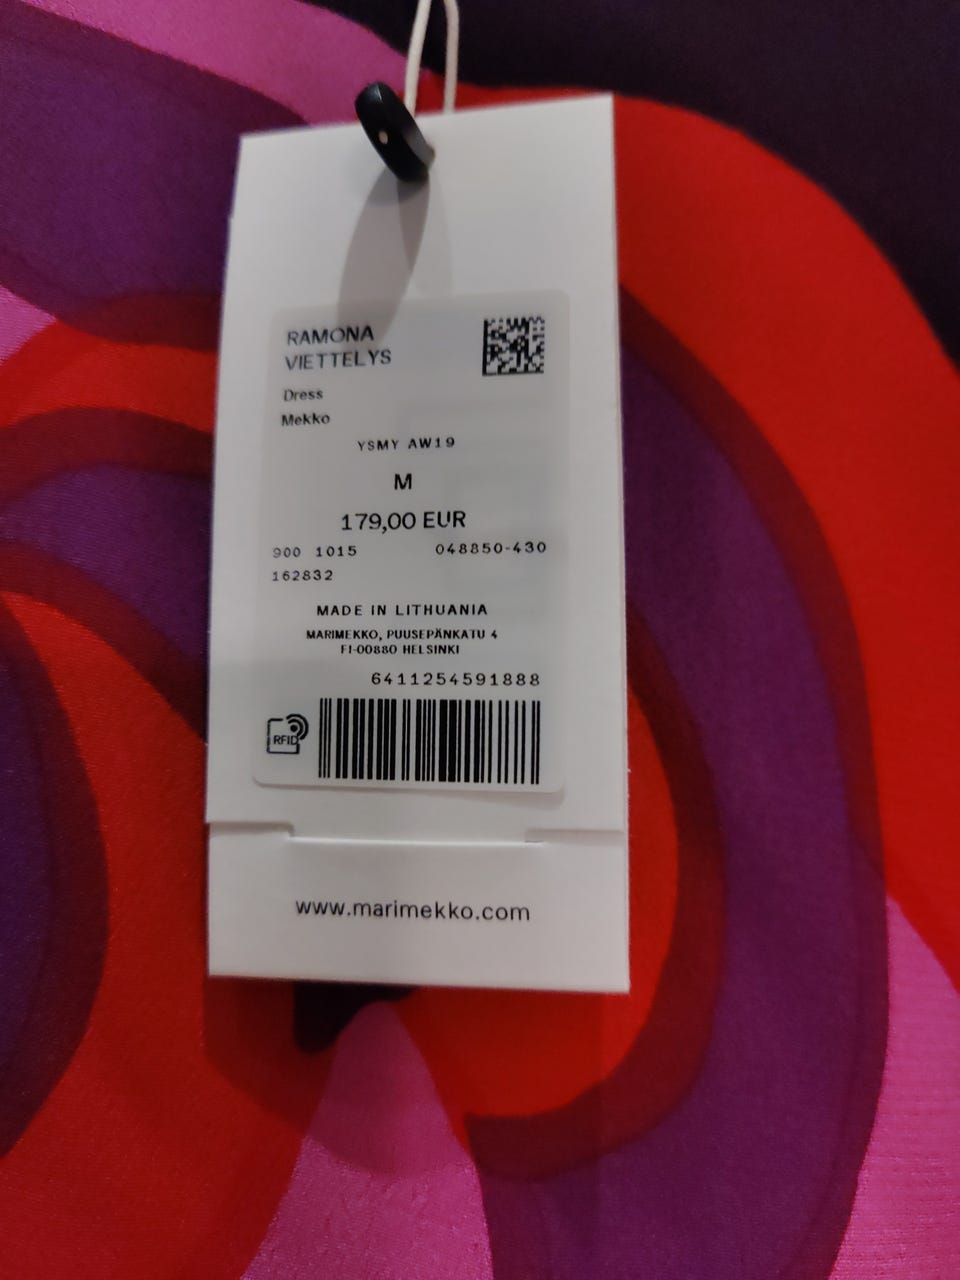 RAMONA
VIETTELYS
Dress
Mekko
YSMY AW19
M
179,00 EUR
900 1015 048850-430
162832
MADE IN LITHUANIA
MARIMEKKO, PUUSEPÄNKATU 4
FI-00880 HELSINKI
6411254591888
RFID
www.marimekko.com